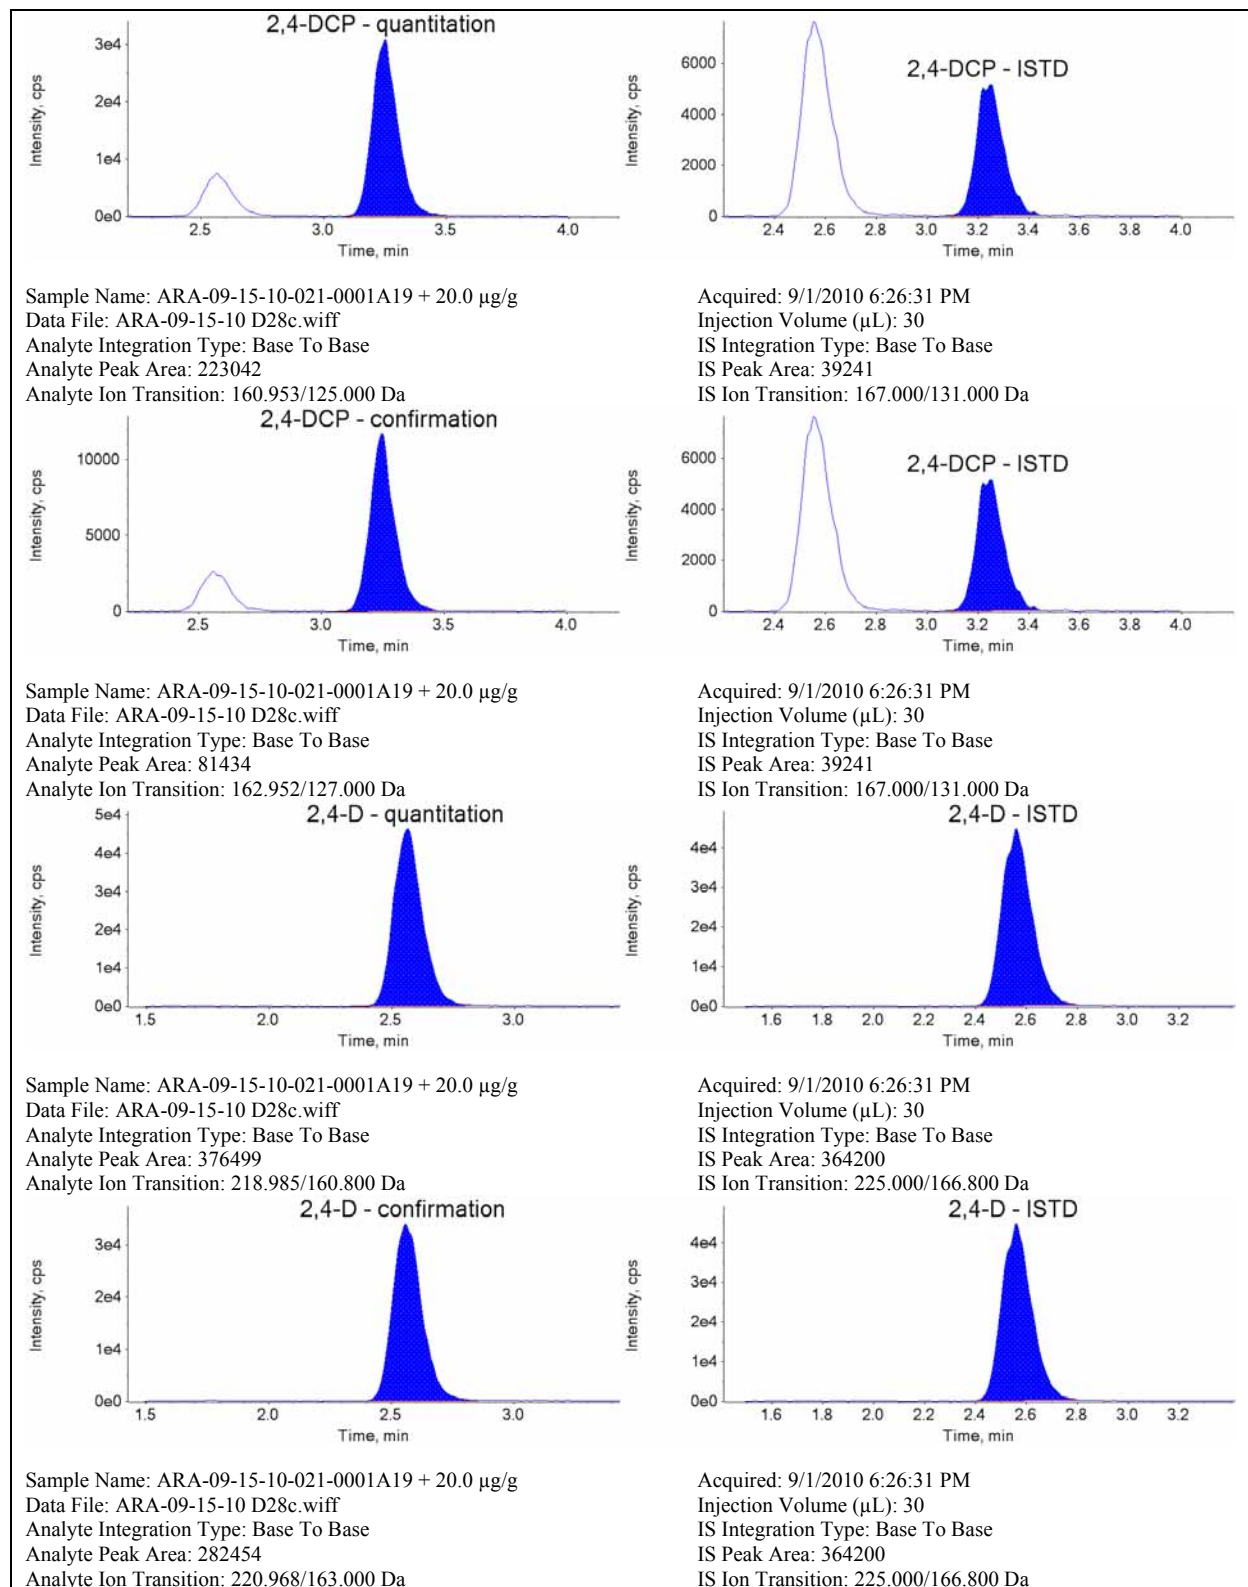 2,4-DCP - quantitation
Intensity, cps
3e4
2e4
1e4
0e0
2.5 3.0 3.5 4.0
Time, min
2,4-DCP - ISTD
Intensity, cps
6000
4000
2000
0
2.4 2.6 2.8 3.0 3.2 3.4 3.6 3.8 4.0
Time, min
Sample Name: ARA-09-15-10-021-0001A19 + 20.0 µg/g
Data File: ARA-09-15-10 D28c.wiff
Analyte Integration Type: Base To Base
Analyte Peak Area: 223042
Analyte Ion Transition: 160.953/125.000 Da
Acquired: 9/1/2010 6:26:31 PM
Injection Volume (µL): 30
IS Integration Type: Base To Base
IS Peak Area: 39241
IS Ion Transition: 167.000/131.000 Da
2,4-DCP - confirmation
Intensity, cps
10000
5000
0
2.5 3.0 3.5 4.0
Time, min
2,4-DCP - ISTD
Intensity, cps
6000
4000
2000
0
2.4 2.6 2.8 3.0 3.2 3.4 3.6 3.8 4.0
Time, min
Sample Name: ARA-09-15-10-021-0001A19 + 20.0 µg/g
Data File: ARA-09-15-10 D28c.wiff
Analyte Integration Type: Base To Base
Analyte Peak Area: 81434
Analyte Ion Transition: 162.952/127.000 Da
Acquired: 9/1/2010 6:26:31 PM
Injection Volume (µL): 30
IS Integration Type: Base To Base
IS Peak Area: 39241
IS Ion Transition: 167.000/131.000 Da
2,4-D - quantitation
Intensity, cps
5e4
4e4
3e4
2e4
1e4
0e0
1.5 2.0 2.5 3.0
Time, min
2,4-D - ISTD
Intensity, cps
4e4
3e4
2e4
1e4
0e0
1.6 1.8 2.0 2.2 2.4 2.6 2.8 3.0 3.2
Time, min
Sample Name: ARA-09-15-10-021-0001A19 + 20.0 µg/g
Data File: ARA-09-15-10 D28c.wiff
Analyte Integration Type: Base To Base
Analyte Peak Area: 376499
Analyte Ion Transition: 218.985/160.800 Da
Acquired: 9/1/2010 6:26:31 PM
Injection Volume (µL): 30
IS Integration Type: Base To Base
IS Peak Area: 364200
IS Ion Transition: 225.000/166.800 Da
2,4-D - confirmation
Intensity, cps
3e4
2e4
1e4
0e0
1.5 2.0 2.5 3.0
Time, min
2,4-D - ISTD
Intensity, cps
4e4
3e4
2e4
1e4
0e0
1.6 1.8 2.0 2.2 2.4 2.6 2.8 3.0 3.2
Time, min
Sample Name: ARA-09-15-10-021-0001A19 + 20.0 µg/g
Data File: ARA-09-15-10 D28c.wiff
Analyte Integration Type: Base To Base
Analyte Peak Area: 282454
Analyte Ion Transition: 220.968/163.000 Da
Acquired: 9/1/2010 6:26:31 PM
Injection Volume (µL): 30
IS Integration Type: Base To Base
IS Peak Area: 364200
IS Ion Transition: 225.000/166.800 Da